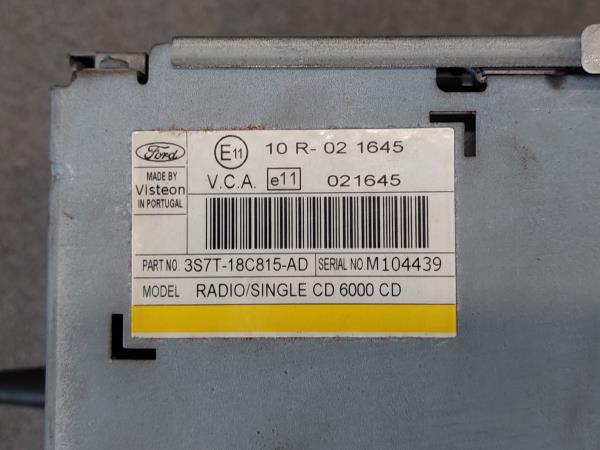 Ford
E11 10 R- 02 1645
MADE BY
Visteon
IN PORTUGAL
V.C.A. e11 021645
PART NO. 3S7T-18C815-AD SERIAL NO. M104439
MODEL RADIO/SINGLE CD 6000 CD